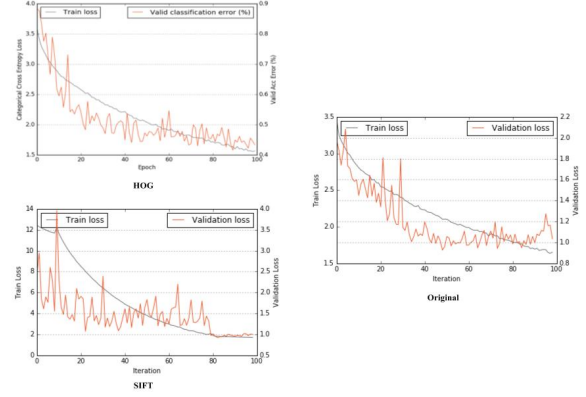 4.0 0.9
Train loss Valid classification error (%)
3.5 0.8
3.0 0.7
2.5 0.6
2.0 0.5
1.5 0.4
0 20 40 60 80 100
Categorical Cross Entropy Loss
Valid Acc Error (%)
Epoch
HOG
14 4.0
Train loss Validation loss
12 3.5
3.0
10
8 2.5
6 2.0
4 1.5
2 1.0
0 0.5
0 20 40 60 80 100
Train Loss
Validation Loss
Iteration
SIFT
3.5 2.2
Train loss Validation loss
2.0
3.0 1.8
1.6
2.5
1.4
2.0 1.2
1.0
1.5 0.8
0 20 40 60 80 100
Train Loss
Validation Loss
Iteration
Original